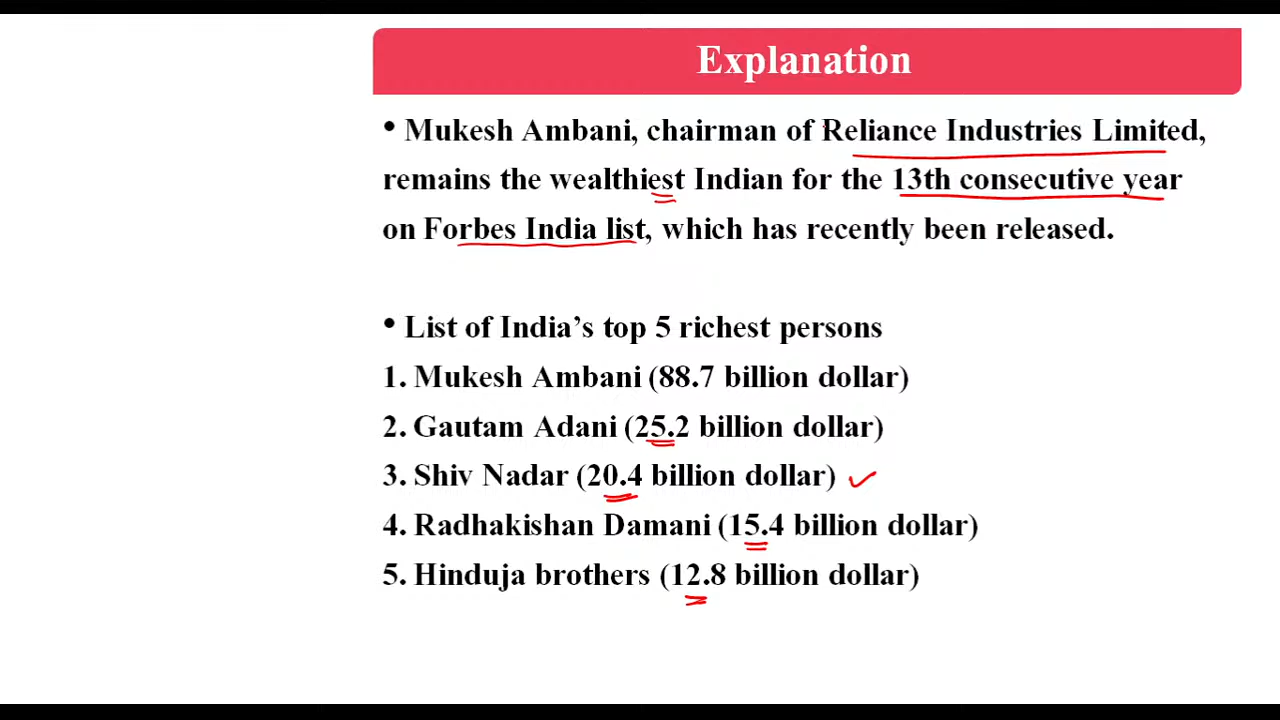 Explanation
• Mukesh Ambani, chairman of Reliance Industries Limited,
remains the wealthiest Indian for the 13th consecutive year
on Forbes India list, which has recently been released.
• List of India’s top 5 richest persons
1. Mukesh Ambani (88.7 billion dollar)
2. Gautam Adani (25.2 billion dollar)
3. Shiv Nadar (20.4 billion dollar)
4. Radhakishan Damani (15.4 billion dollar)
5. Hinduja brothers (12.8 billion dollar)